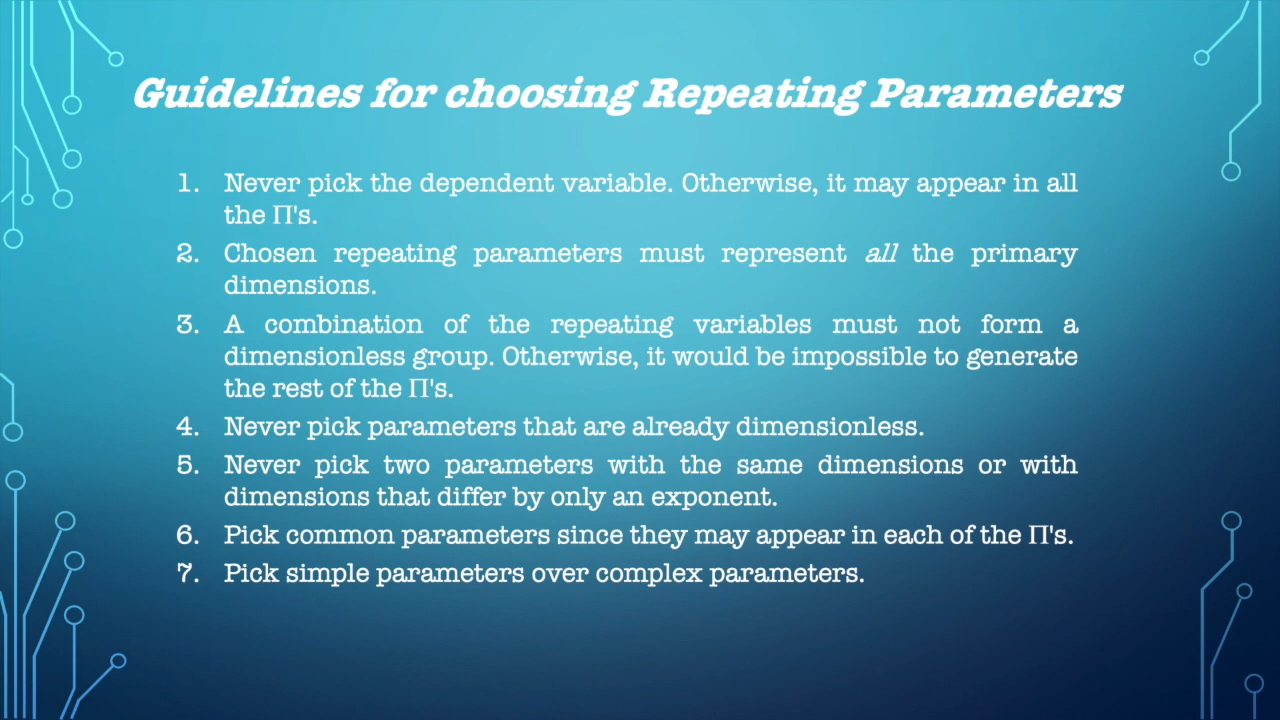 Guidelines for choosing Repeating Parameters
1. Never pick the dependent variable. Otherwise, it may appear in all
the Π's.
2. Chosen repeating parameters must represent all the primary
dimensions.
3. A combination of the repeating variables must not form a
dimensionless group. Otherwise, it would be impossible to generate
the rest of the Π's.
4. Never pick parameters that are already dimensionless.
5. Never pick two parameters with the same dimensions or with
dimensions that differ by only an exponent.
6. Pick common parameters since they may appear in each of the Π's.
7. Pick simple parameters over complex parameters.